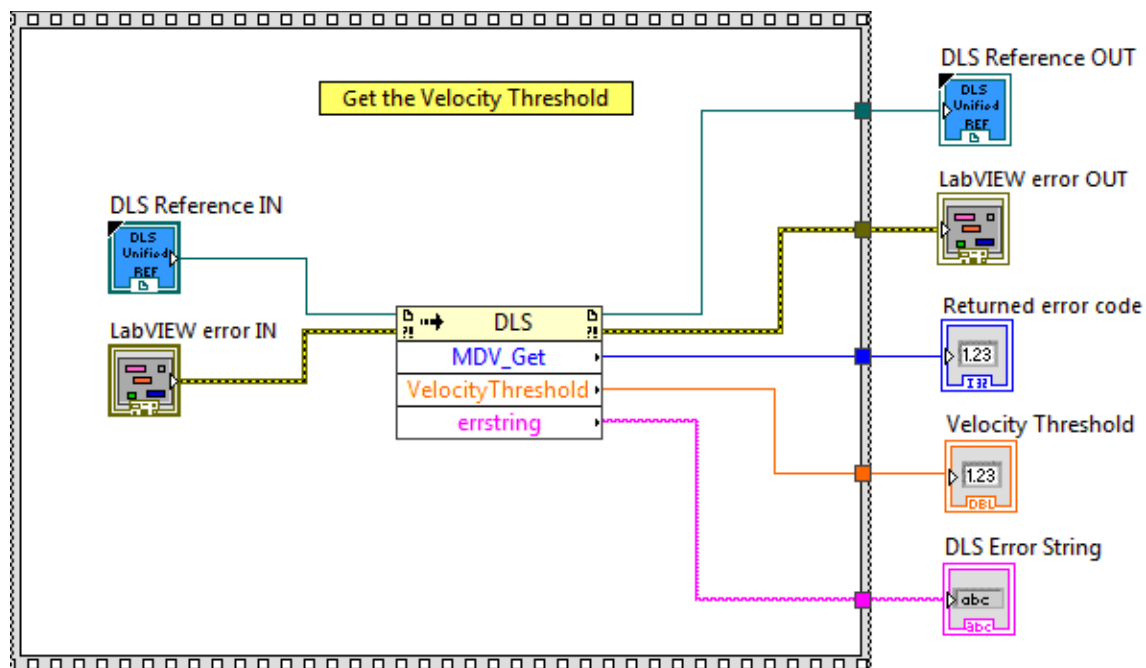 Get the Velocity Threshold
DLS Reference IN
DLS
Unified
REF
LabVIEW error IN
DLS
MDV_Get
VelocityThreshold
errstring
DLS Reference OUT
DLS
Unified
REF
LabVIEW error OUT
Returned error code
1.23
I32
Velocity Threshold
1.23
DBL
DLS Error String
abc
abc